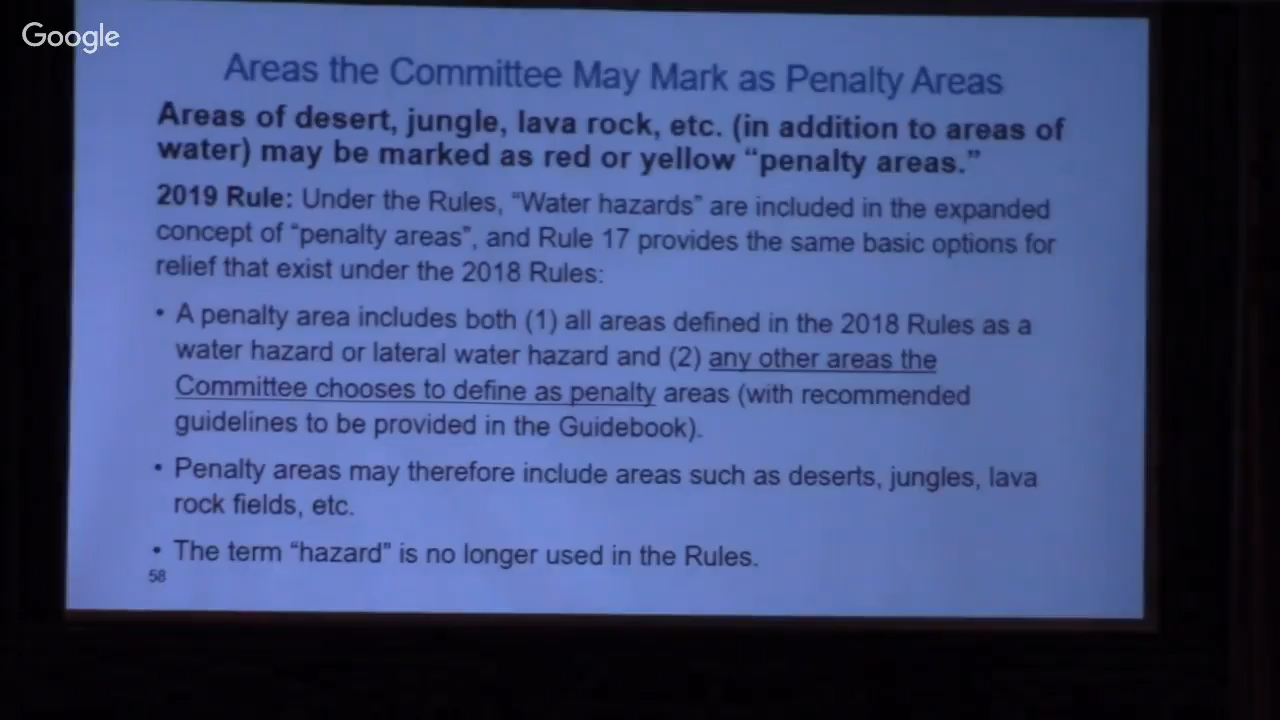 Google
Areas the Committee May Mark as Penalty Areas
Areas of desert, jungle, lava rock, etc. (in addition to areas of
water) may be marked as red or yellow “penalty areas.”
2019 Rule: Under the Rules, “Water hazards” are included in the expanded
concept of “penalty areas”, and Rule 17 provides the same basic options for
relief that exist under the 2018 Rules:
• A penalty area includes both (1) all areas defined in the 2018 Rules as a
water hazard or lateral water hazard and (2) any other areas the
Committee chooses to define as penalty areas (with recommended
guidelines to be provided in the Guidebook).
• Penalty areas may therefore include areas such as deserts, jungles, lava
rock fields, etc.
• The term “hazard” is no longer used in the Rules.
58